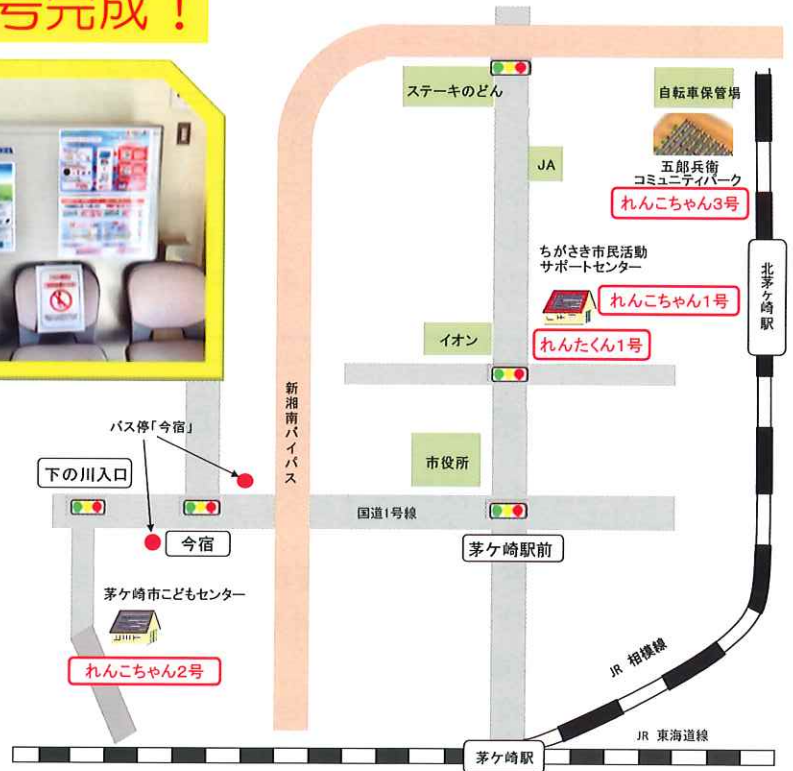 号完成！
ステーキのどん
自転車保管場
JA
五郎兵衛
コミュニティパーク
れんこちゃん3号
ちがさき市民活動
サポートセンター
れんこちゃん1号
北茅ケ崎駅
イオン
れんたくん1号
新湘南バイパス
バス停「今宿」
市役所
下の川入口
国道1号線
今宿
茅ケ崎駅前
茅ケ崎市こどもセンター
れんこちゃん2号
JR 相模線
JR 東海道線
茅ケ崎駅